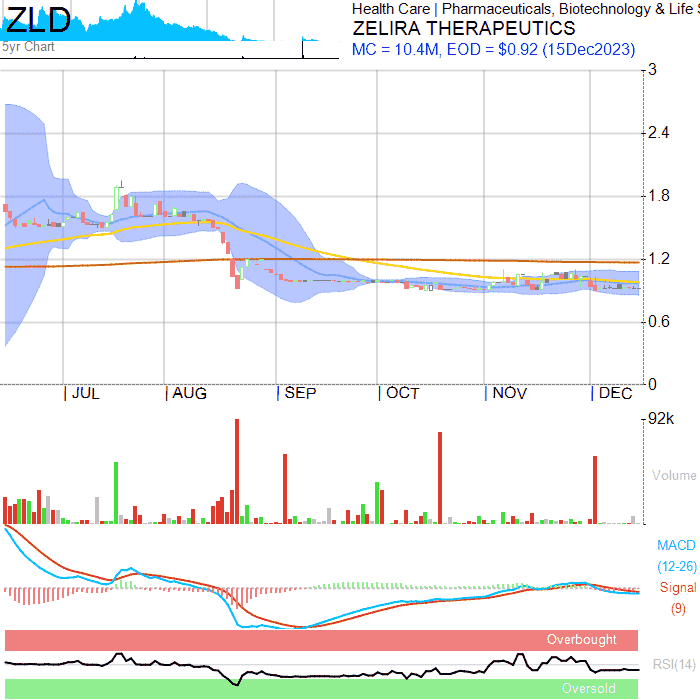 ZLD
Health Care | Pharmaceuticals, Biotechnology & Life
ZELIRA THERAPEUTICS
MC = 10.4M, EOD = $0.92 (15Dec2023)
5yr Chart
3
2.4
1.8
1.2
0.6
0
JUL AUG SEP OCT NOV DEC
92k
Volume
MACD
(12-26)
Signal
(9)
Overbought
RSI(14)
Oversold